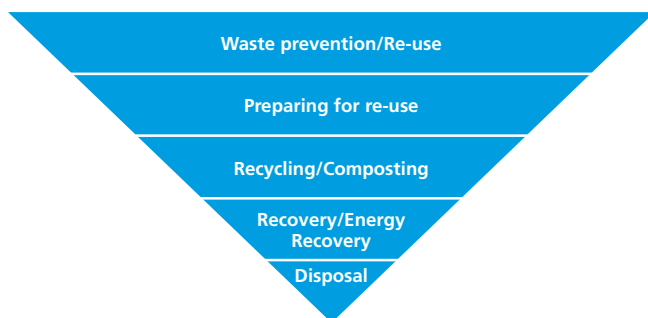 Waste prevention/Re-use
Preparing for re-use
Recycling/Composting
Recovery/Energy
Recovery
Disposal